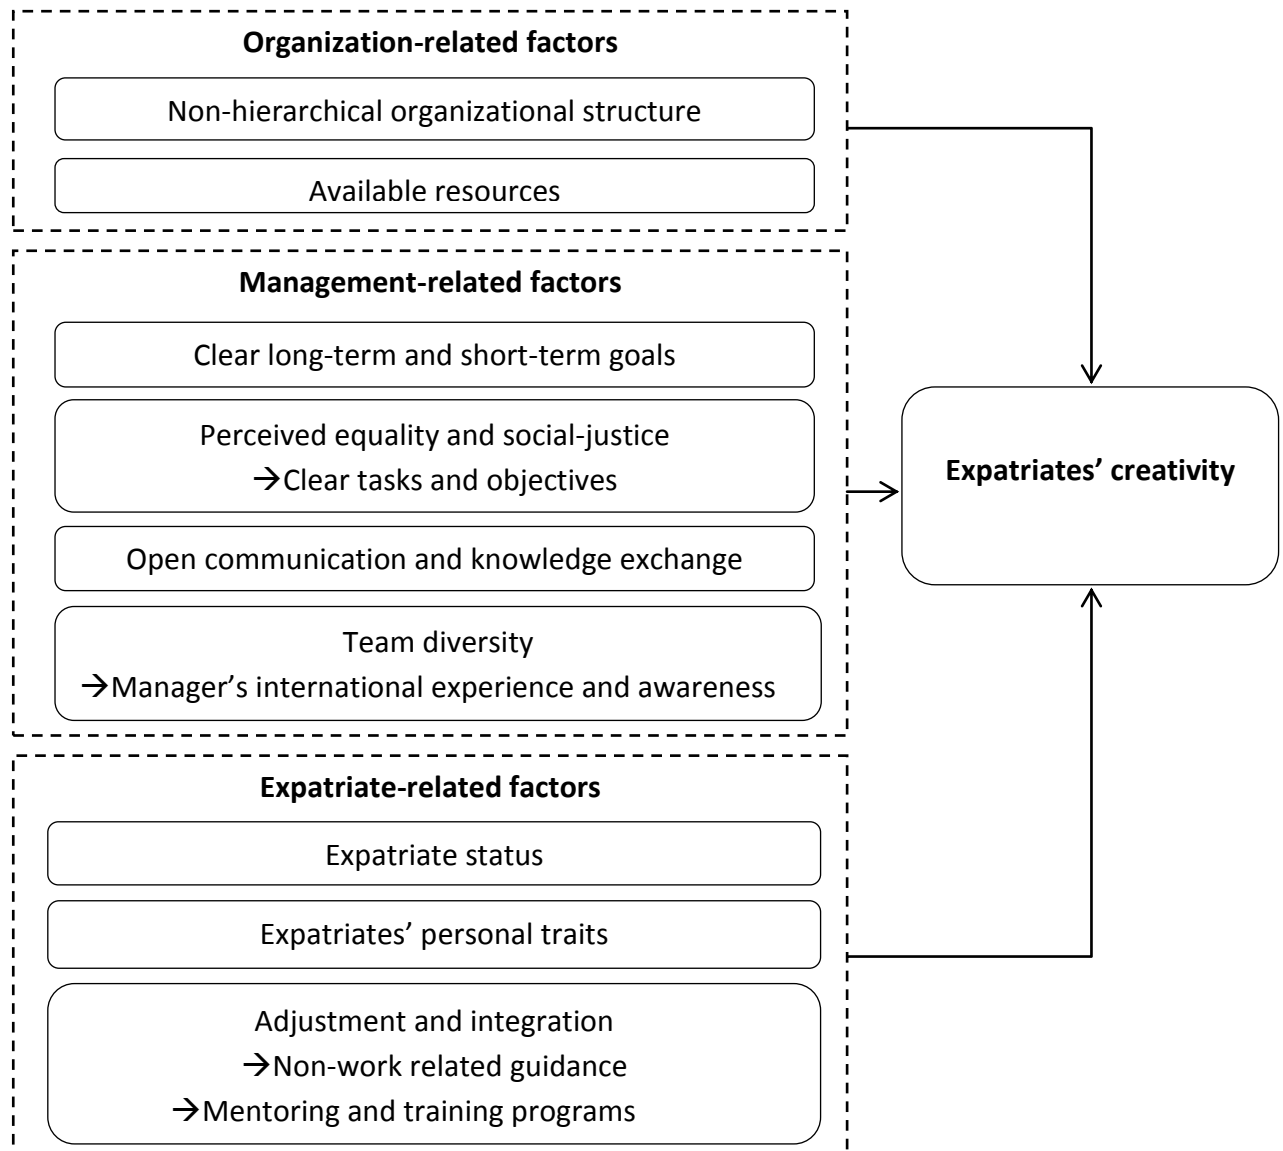 Organization-related factors
Non-hierarchical organizational structure
Available resources
Management-related factors
Clear long-term and short-term goals
Perceived equality and social-justice
→Clear tasks and objectives
Open communication and knowledge exchange
Team diversity
→Manager’s international experience and awareness
Expatriates’ creativity
Expatriate-related factors
Expatriate status
Expatriates’ personal traits
Adjustment and integration
→Non-work related guidance
→Mentoring and training programs